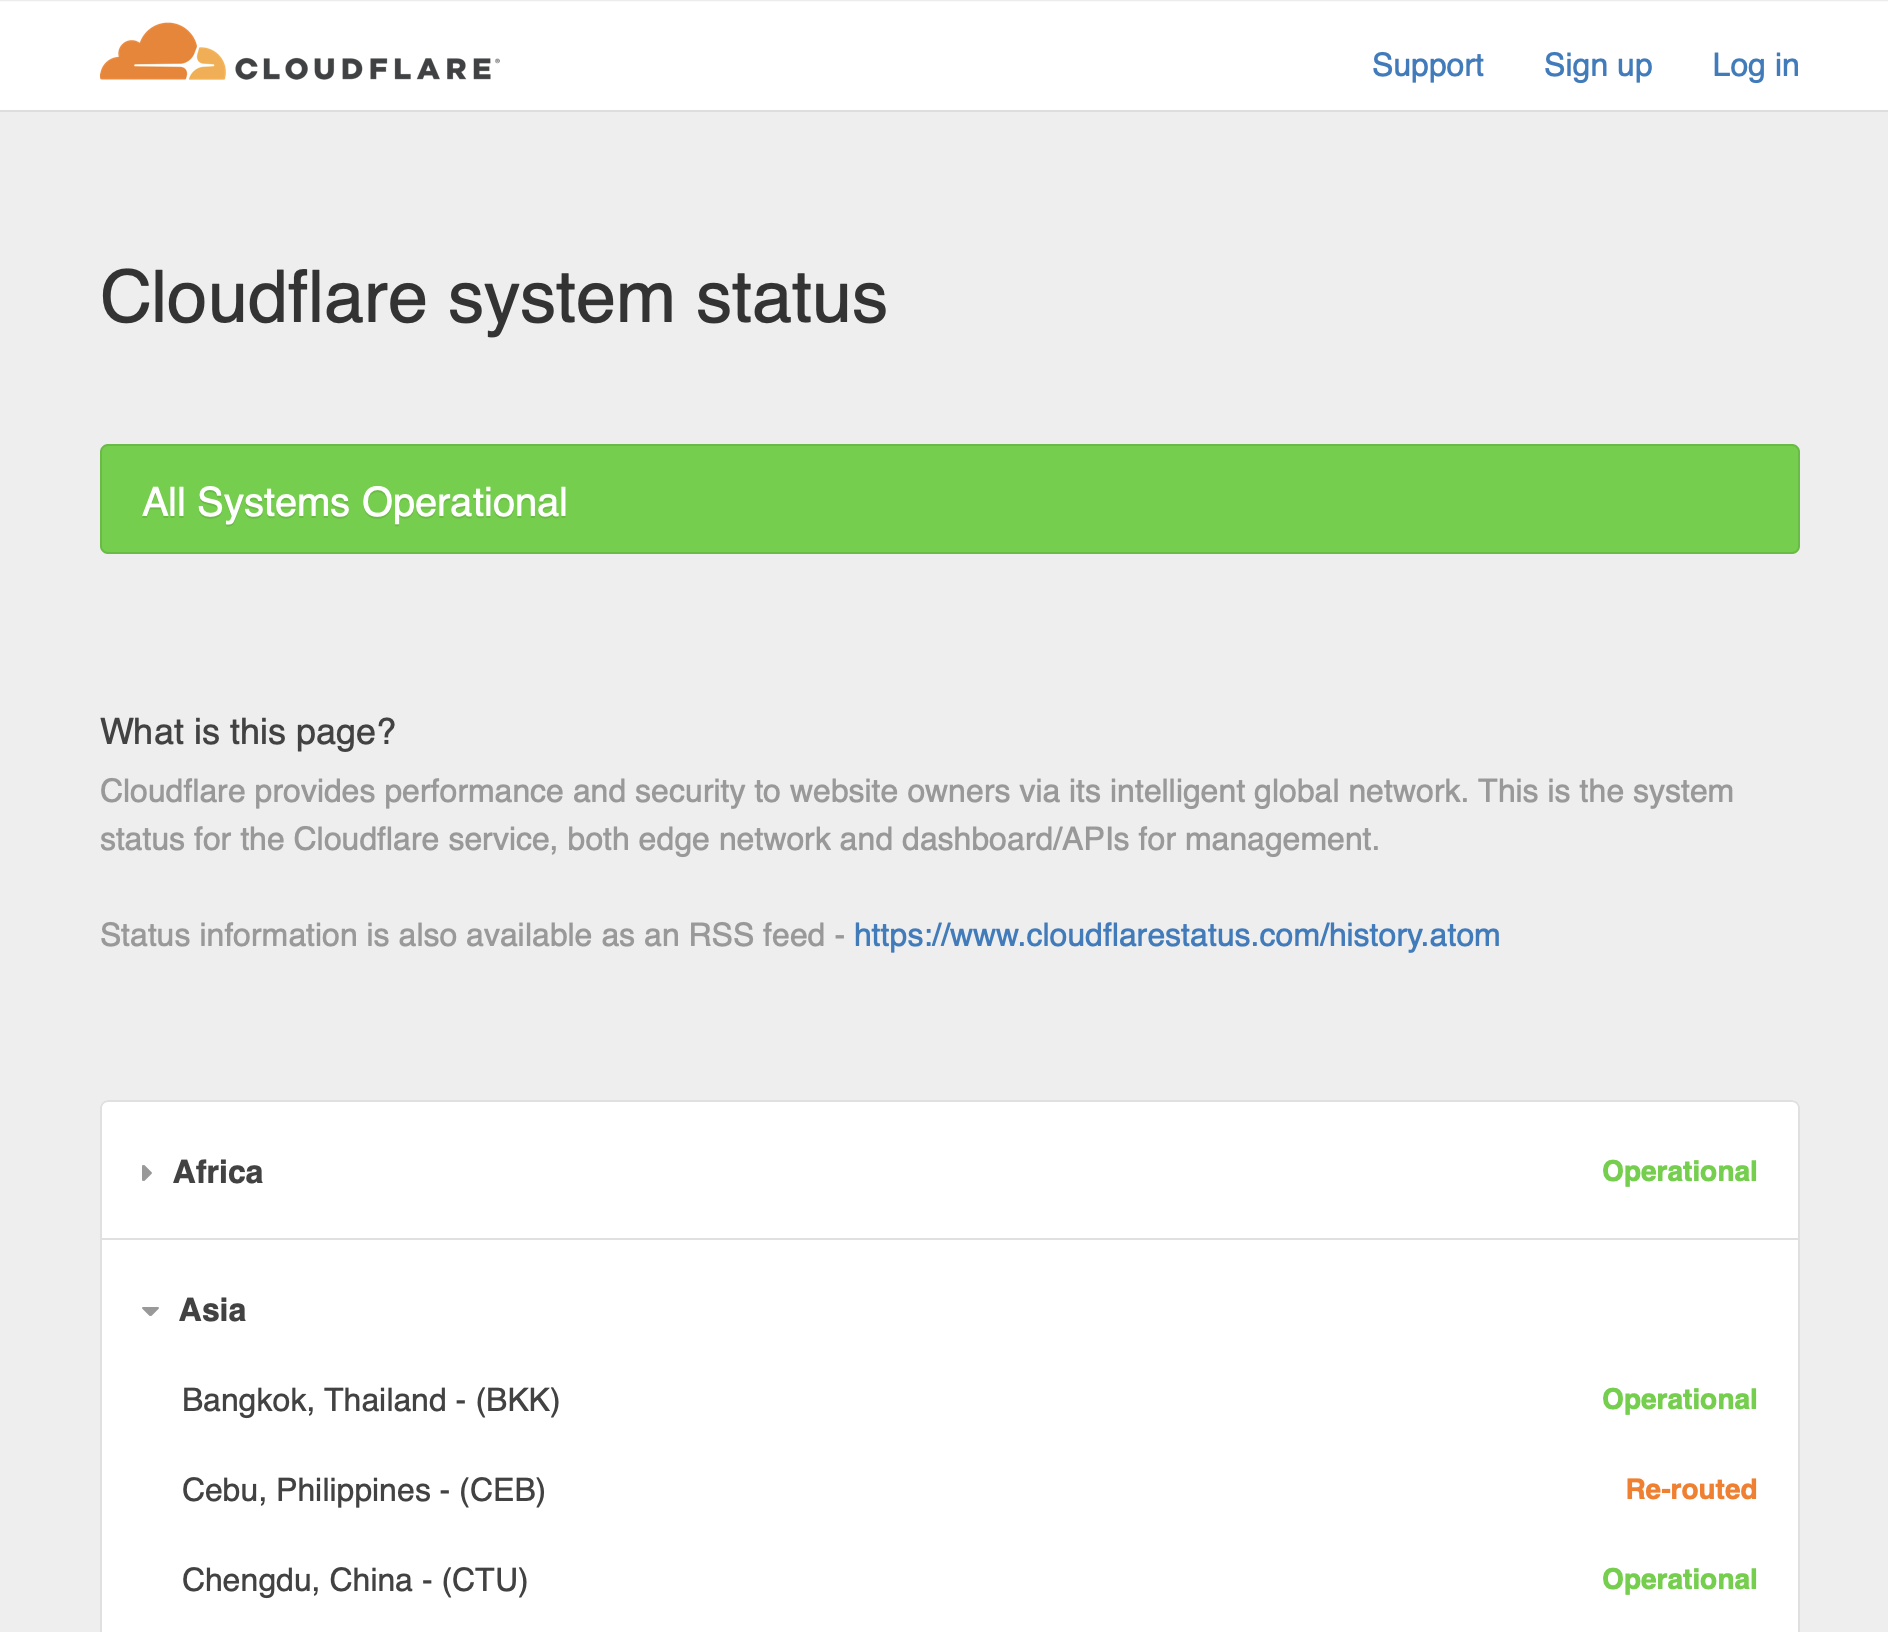 CLOUDFLARE
Support Sign up Log in
Cloudflare system status
All Systems Operational
What is this page?
Cloudflare provides performance and security to website owners via its intelligent global network. This is the system
status for the Cloudflare service, both edge network and dashboard/APIs for management.
Status information is also available as an RSS feed - https://www.cloudflarestatus.com/history.atom
Africa Operational
Asia
Bangkok, Thailand - (BKK) Operational
Cebu, Philippines - (CEB) Re-routed
Chengdu, China - (CTU) Operational